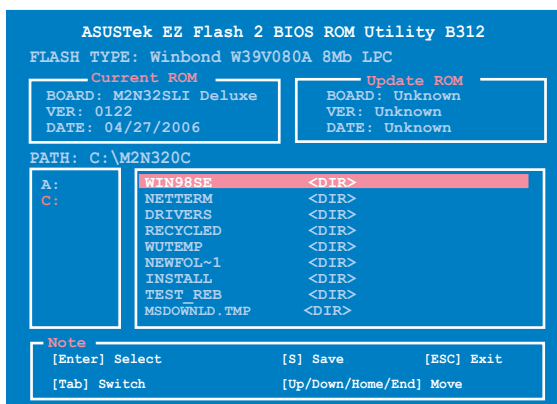 ASUSTek EZ Flash 2 BIOS ROM Utility B312
FLASH TYPE: Winbond W39V080A 8Mb LPC
Current ROM
BOARD: M2N32SLI Deluxe
VER: 0122
DATE: 04/27/2006
Update ROM
BOARD: Unknown
VER: Unknown
DATE: Unknown
PATH: C:\M2N320C
A:
C:
WIN98SE <DIR>
NETTERM <DIR>
DRIVERS <DIR>
RECYCLED <DIR>
WUTEMP <DIR>
NEWFOL~1 <DIR>
INSTALL <DIR>
TEST_REB <DIR>
MSDOWNLD.TMP <DIR>
Note
[Enter] Select [S] Save [ESC] Exit
[Tab] Switch [Up/Down/Home/End] Move